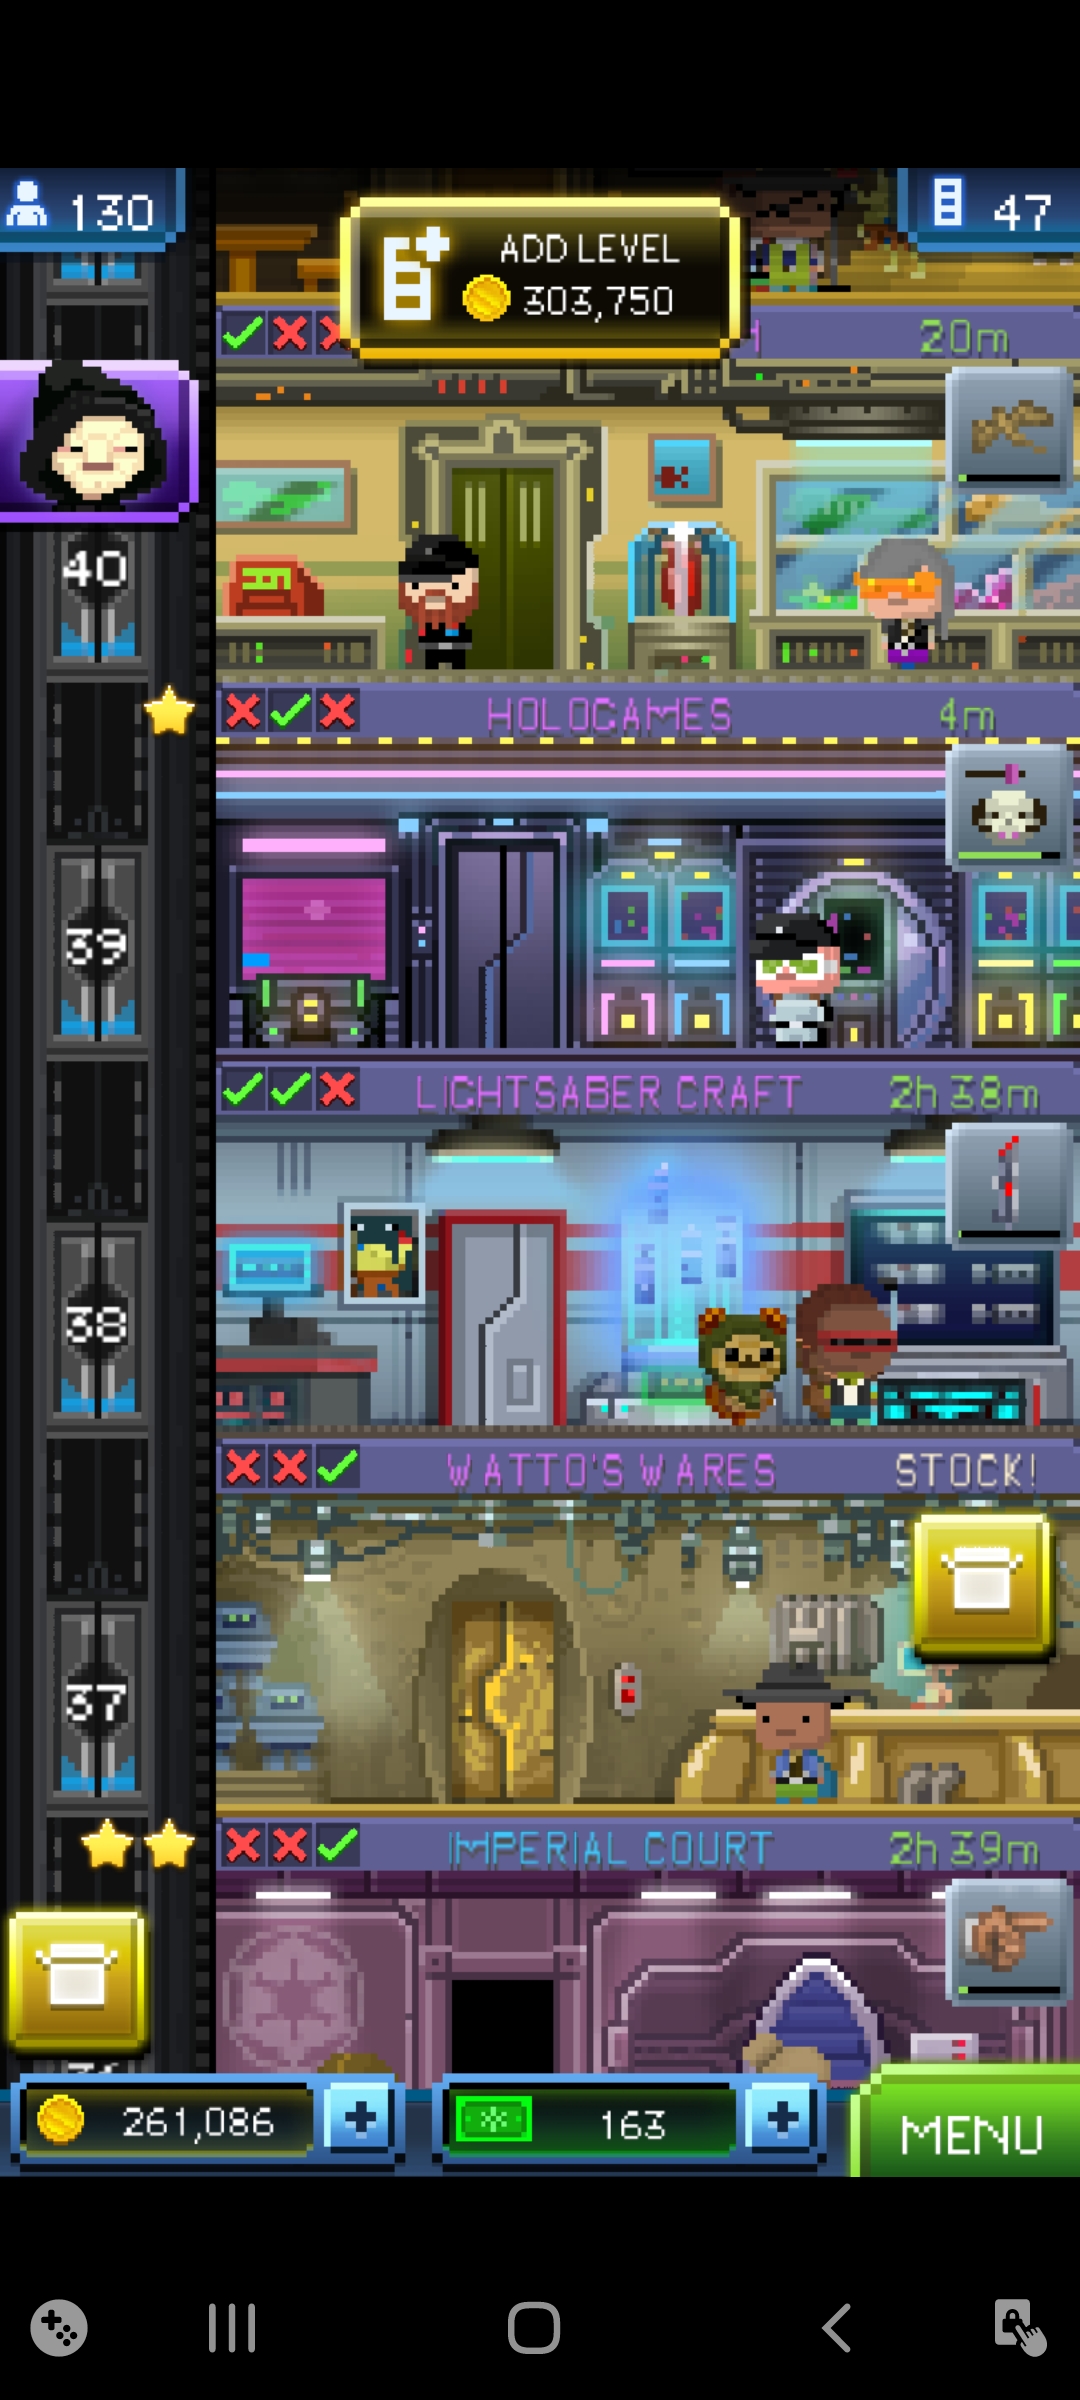 130
47
ADD LEVEL
303,750
20m
40
HOLOGAMES
4m
39
LIGHTSABER CRAFT
2h 38m
38
WATTO'S WARES
STOCK!
37
IMPERIAL COURT
2h 39m
261,086
163
MENU